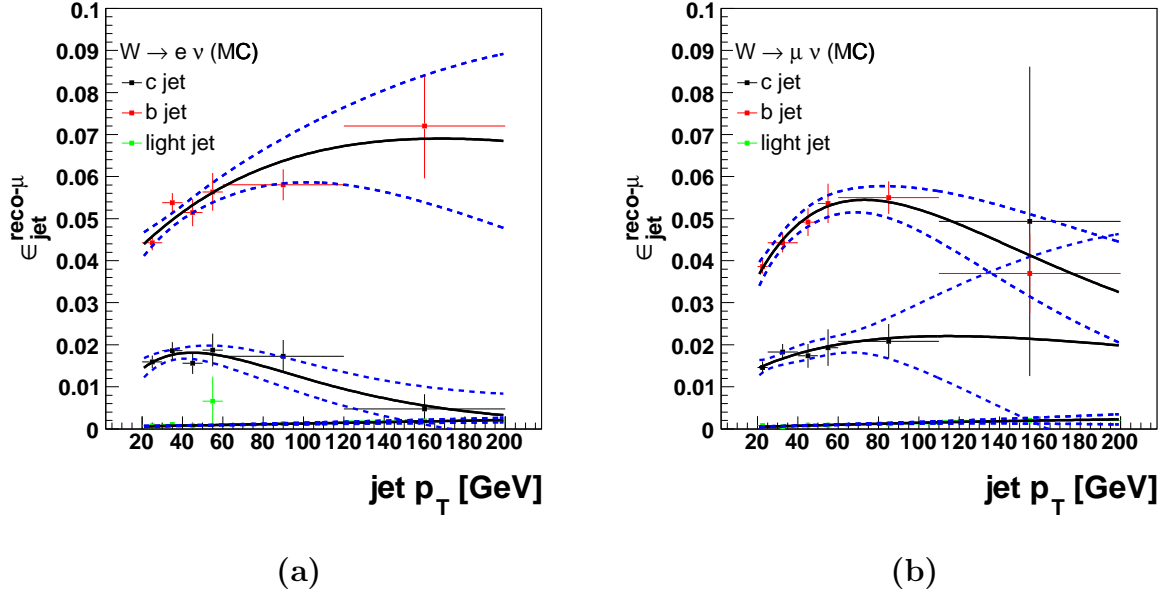 0.1
0.09
0.08
0.07
0.06
0.05
0.04
0.03
0.02
0.01
0
∈ reco-μ jet
W → e ν (MC)
c jet
b jet
light jet
20 40 60 80 100 120 140 160 180 200
jet p_T [GeV]
(a)
0.1
0.09
0.08
0.07
0.06
0.05
0.04
0.03
0.02
0.01
0
∈ reco-μ jet
W → μ ν (MC)
c jet
b jet
light jet
20 40 60 80 100 120 140 160 180 200
jet p_T [GeV]
(b)